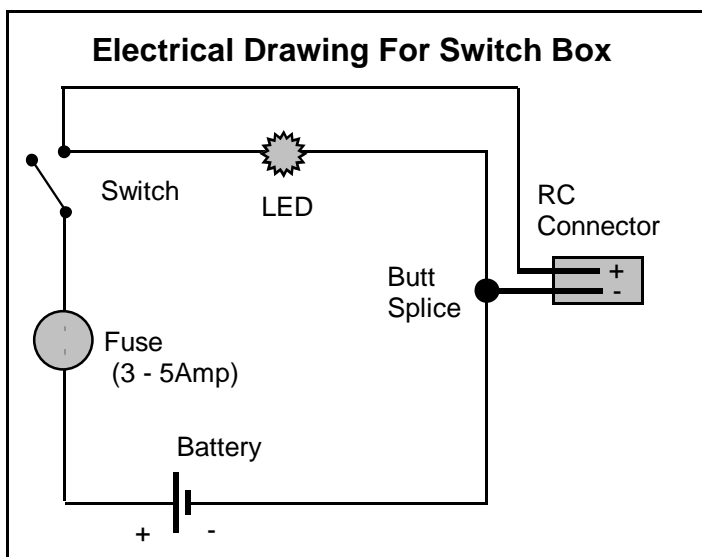 Electrical Drawing For Switch Box
Switch
LED
RC
Connector
+
-
Butt
Splice
Fuse
(3 - 5Amp)
Battery
+ -